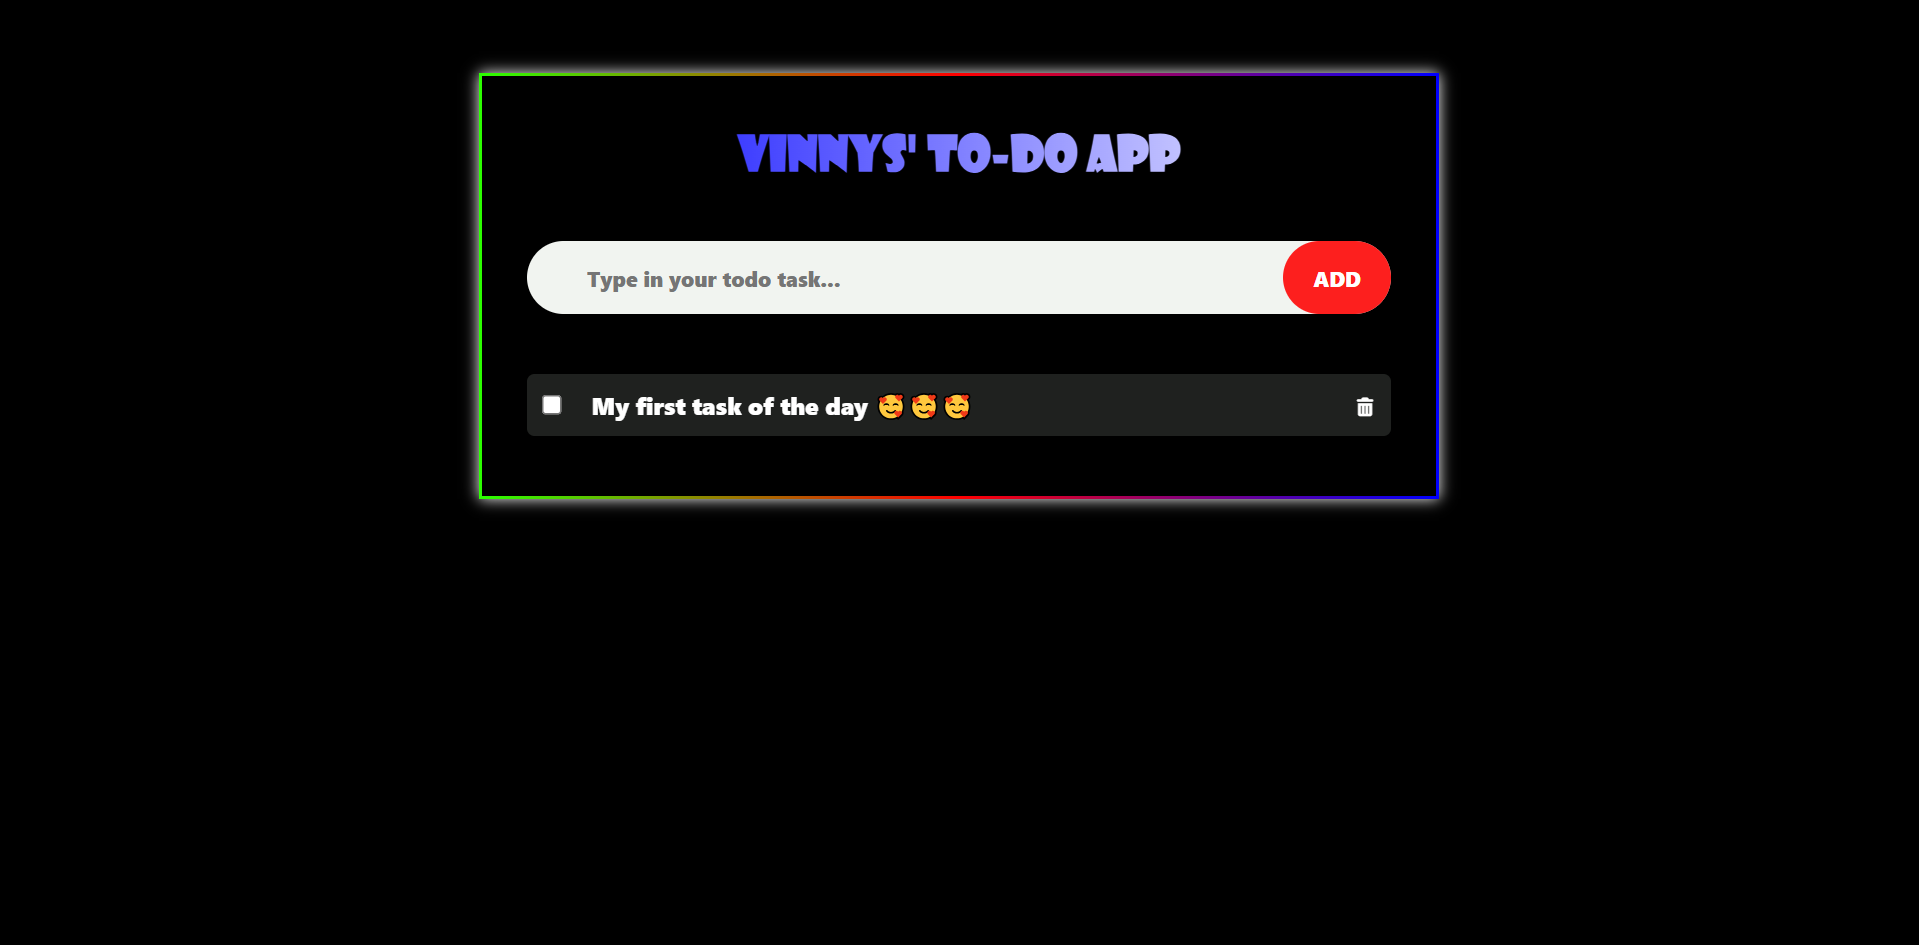 VINNYS' TO-DO APP
Type in your todo task...
ADD
My first task of the day 🥰🥰🥰